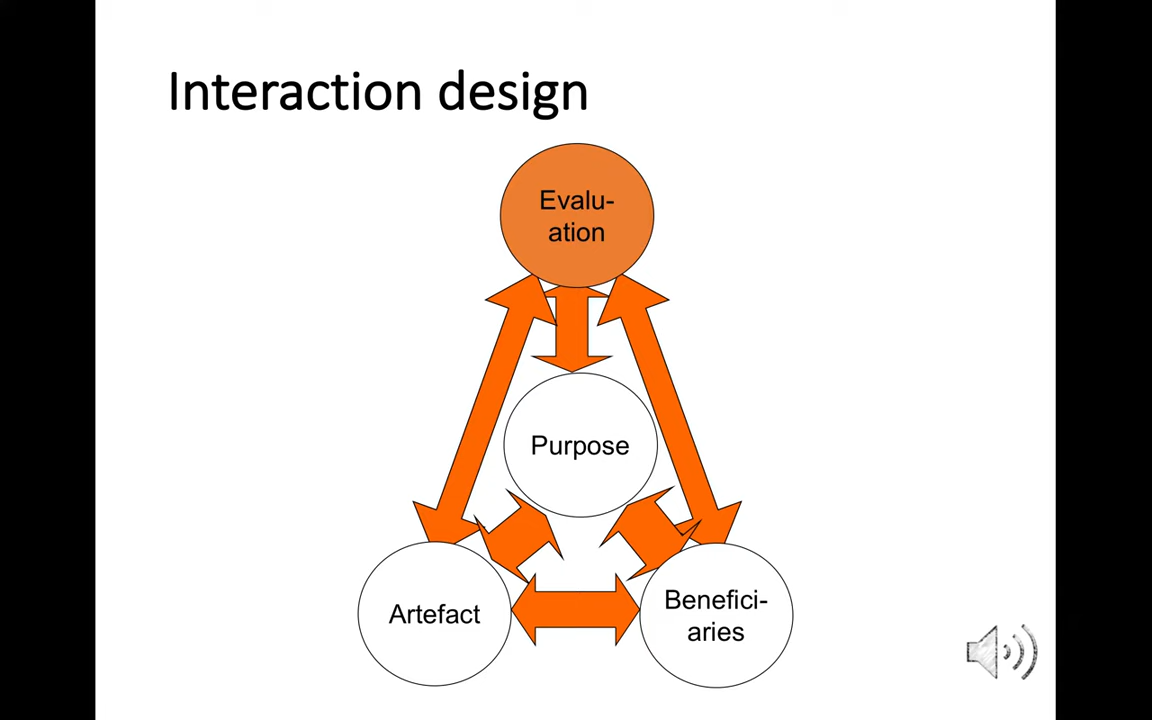 Interaction design
Evalu-
ation
Purpose
Artefact
Benefici-
aries